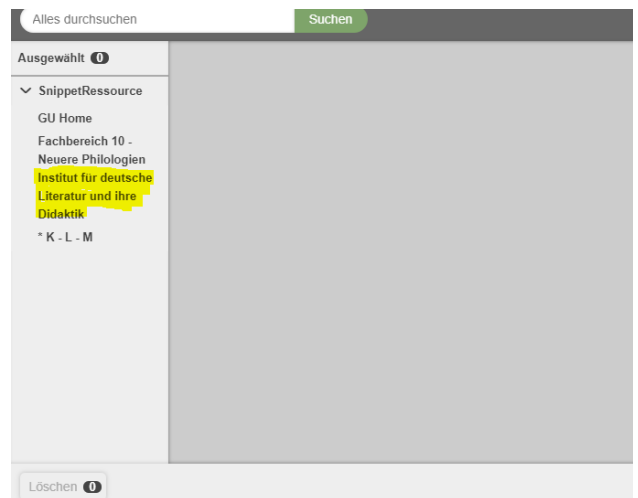 Alles durchsuchen Suchen
Ausgewählt 0
SnippetRessource
GU Home
Fachbereich 10 -
Neuere Philologien
Institut für deutsche
Literatur und ihre
Didaktik
* K - L - M
Löschen 0